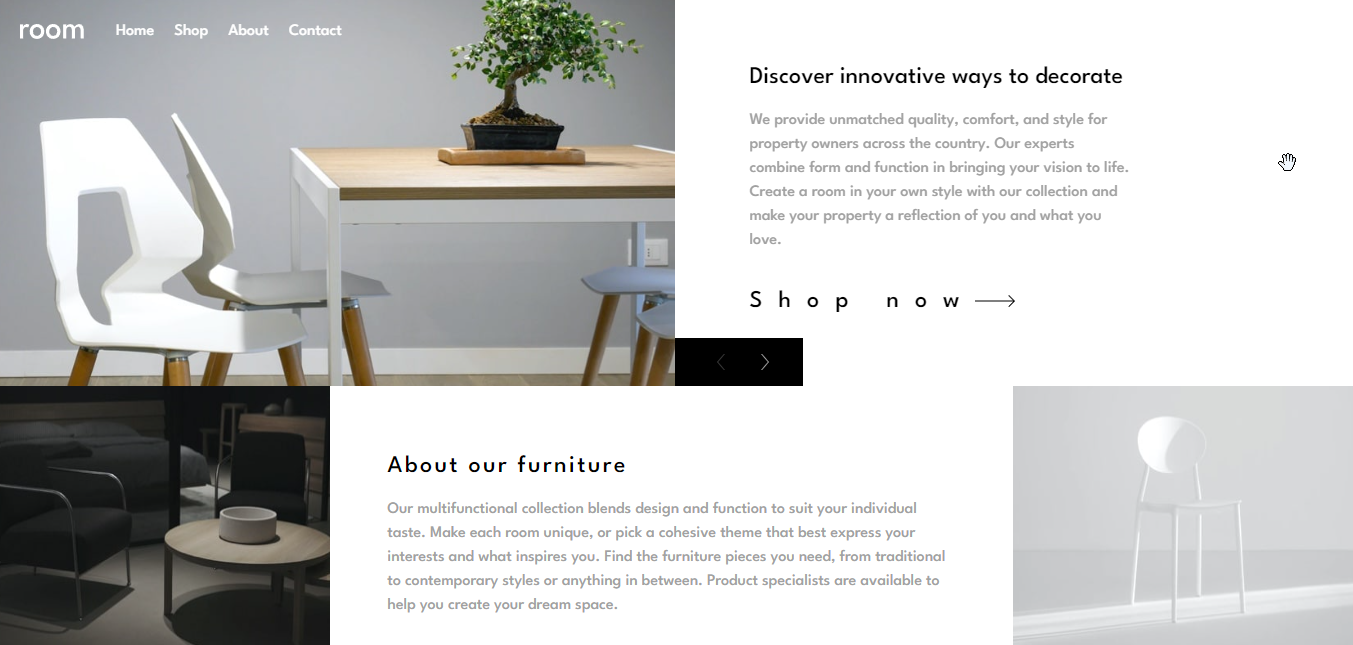 room
Home Shop About Contact
Discover innovative ways to decorate
We provide unmatched quality, comfort, and style for
property owners across the country. Our experts
combine form and function in bringing your vision to life.
Create a room in your own style with our collection and
make your property a reflection of you and what you
love.
Shop now
About our furniture
Our multifunctional collection blends design and function to suit your individual
taste. Make each room unique, or pick a cohesive theme that best express your
interests and what inspires you. Find the furniture pieces you need, from traditional
to contemporary styles or anything in between. Product specialists are available to
help you create your dream space.